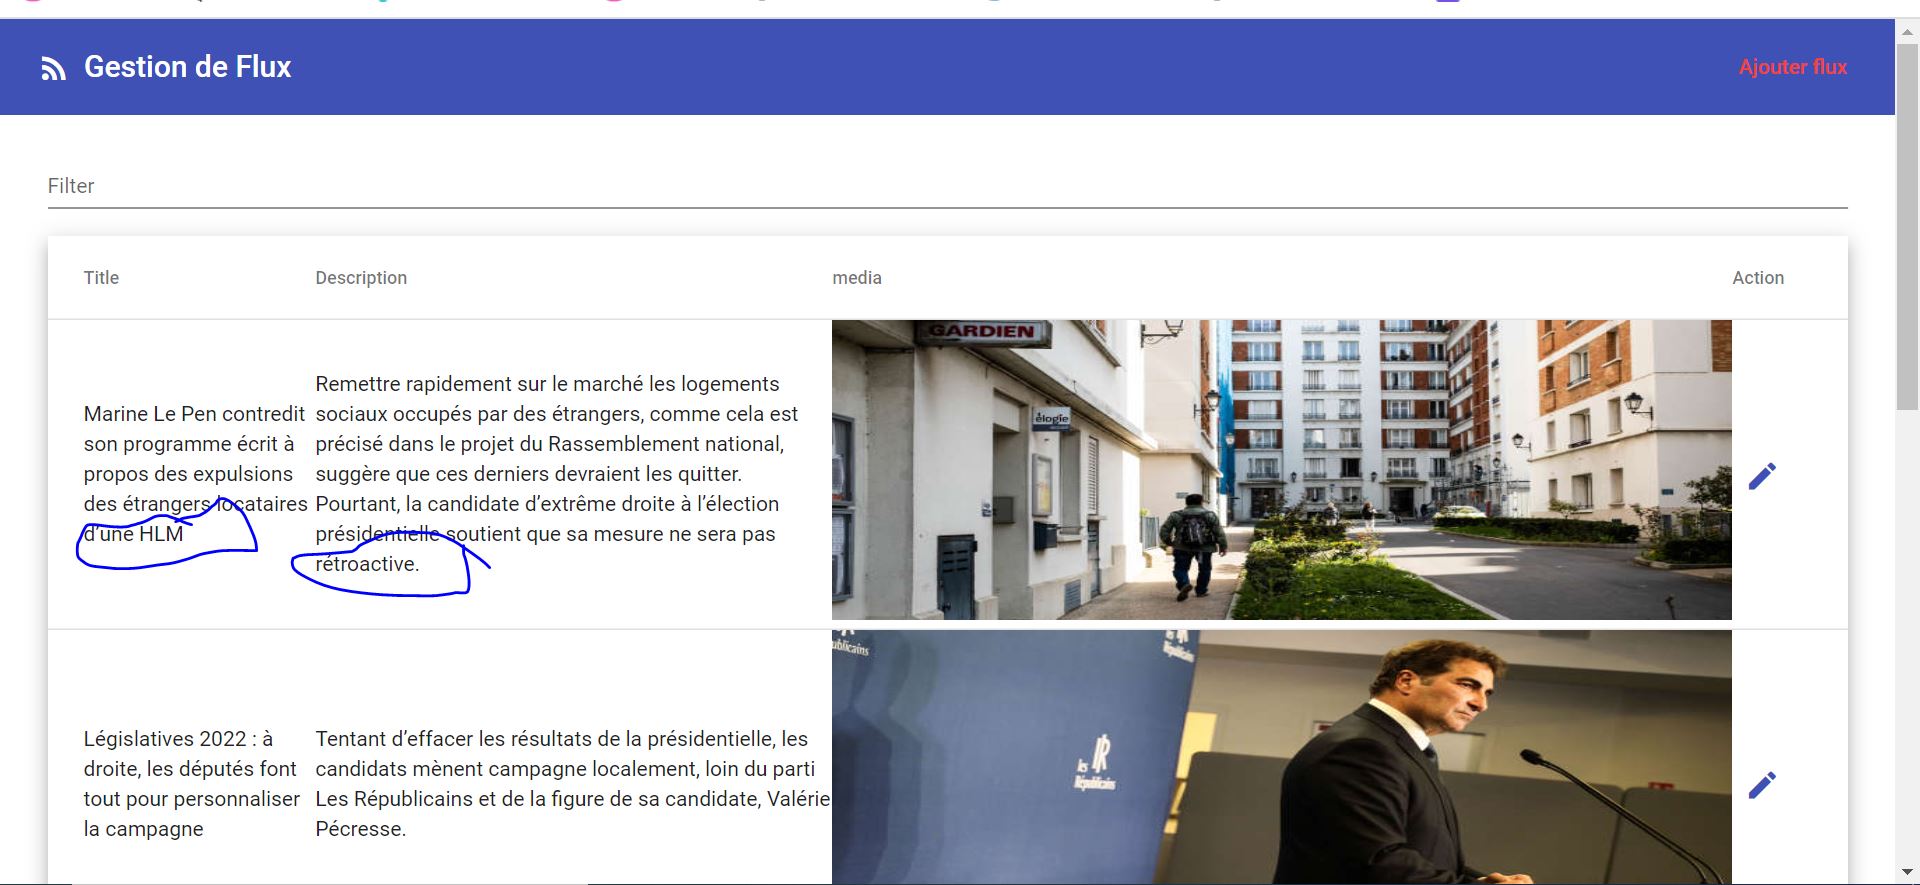 Gestion de Flux
Ajouter flux
Filter
Title
Description
media
Action
Marine Le Pen contredit
son programme écrit à
propos des expulsions
des étrangers locataires
d’une HLM
Remettre rapidement sur le marché les logements
sociaux occupés par des étrangers, comme cela est
précisé dans le projet du Rassemblement national,
suggère que ces derniers devraient les quitter.
Pourtant, la candidate d’extrême droite à l’élection
présidentielle soutient que sa mesure ne sera pas
rétroactive.
GARDIEN
élogie
Législatives 2022 : à
droite, les députés font
tout pour personnaliser
la campagne
Tentant d’effacer les résultats de la présidentielle, les
candidats mènent campagne localement, loin du parti
Les Républicains et de la figure de sa candidate, Valérie
Pécresse.
publicains
Républicains
lR
les
Républicains